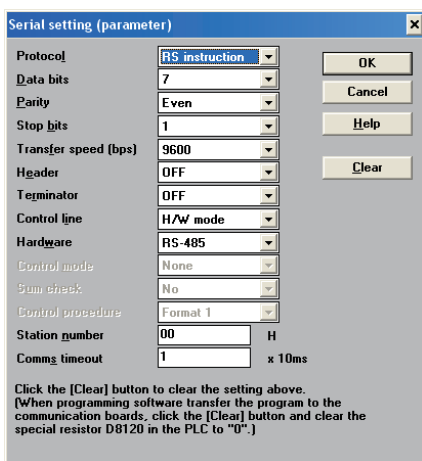 Serial setting (parameter)
Protocol RS instruction
OK
Data bits 7
Cancel
Parity Even
Stop bits 1
Help
Transfer speed (bps) 9600
Header OFF
Clear
Terminator OFF
Control line H/W mode
Hardware RS-485
Control mode None
Sum check No
Control procedure Format 1
Station number 00 H
Comms timeout 1 x 10ms
Click the [Clear] button to clear the setting above.
(When programming software transfer the program to the
communication boards, click the [Clear] button and clear the
special resistor D8120 in the PLC to "0".)